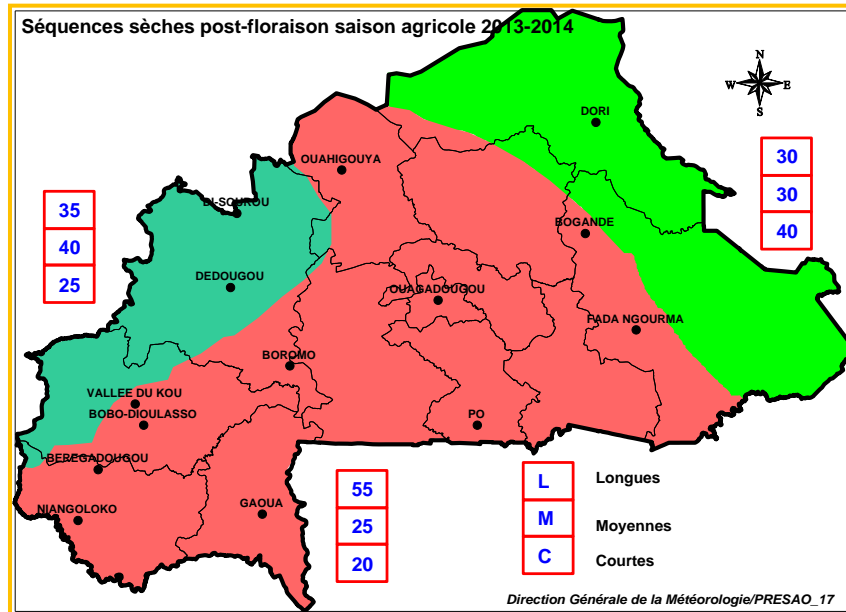 Séquences sèches post-floraison saison agricole 2013-2014
N
W E
S
DORI
OUAHIGOUYA
30
30
40
35
40
25
DI-SOUROU
BOGANDE
DEDOUGOU
OUAGADOUGOU
FADA NGOURMA
BOROMO
VALLEE DU KOU
BOBO-DIOULASSO
PO
BEREGADOUGOU
NIANGOLOKO
GAOUA
55
25
20
L Longues
M Moyennes
C Courtes
Direction Générale de la Météorologie/PRESAO_17